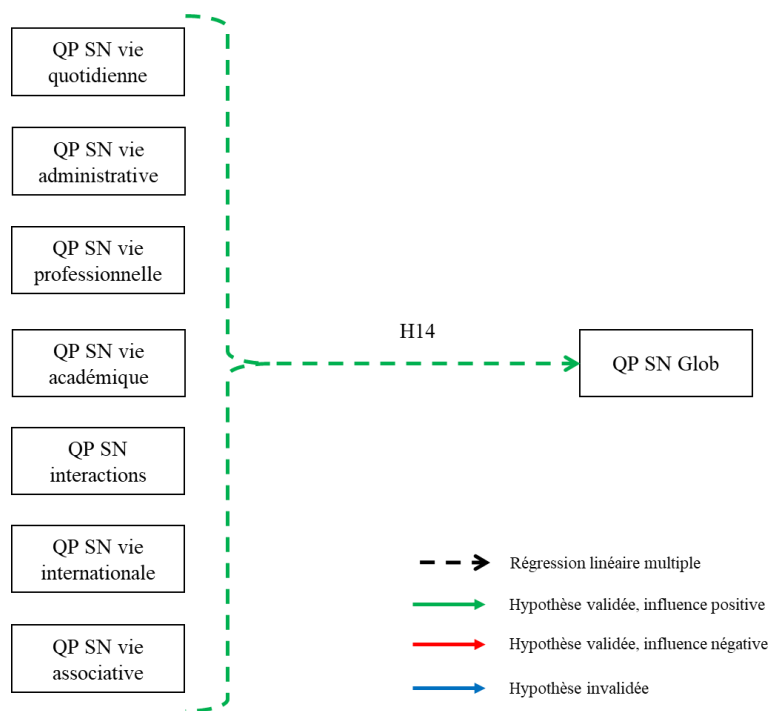 QP SN vie
quotidienne
QP SN vie
administrative
QP SN vie
professionnelle
QP SN vie
académique
QP SN
interactions
QP SN vie
internationale
QP SN vie
associative
H14
QP SN Glob
Régression linéaire multiple
Hypothèse validée, influence positive
Hypothèse validée, influence négative
Hypothèse invalidée